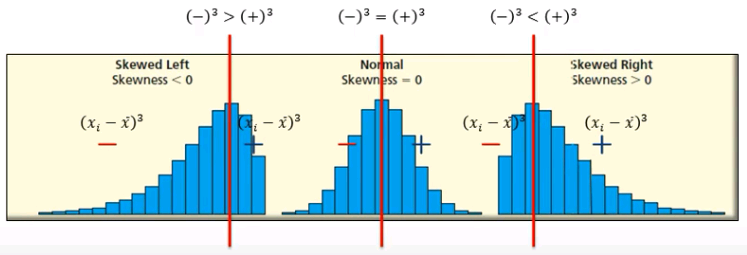 (−)³ > (+)³
(−)³ = (+)³
(−)³ < (+)³
Skewed Left
Skewness < 0
Normal
Skewness = 0
Skewed Right
Skewness > 0
(xᵢ − x̄)³
−
(xᵢ − x̄)³
+
−
+
(xᵢ − x̄)³
−
(xᵢ − x̄)³
+